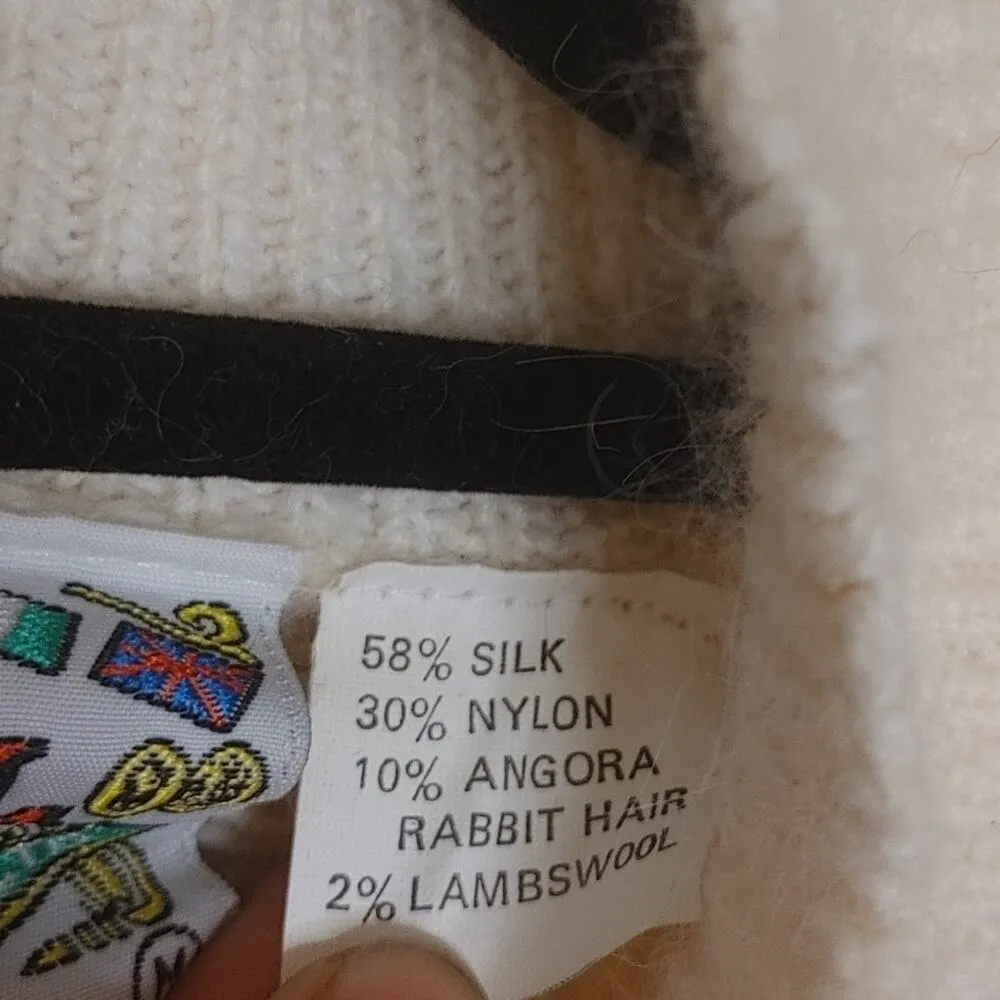 58% SILK
30% NYLON
10% ANGORA
RABBIT HAIR
2% LAMBSWOOL
M